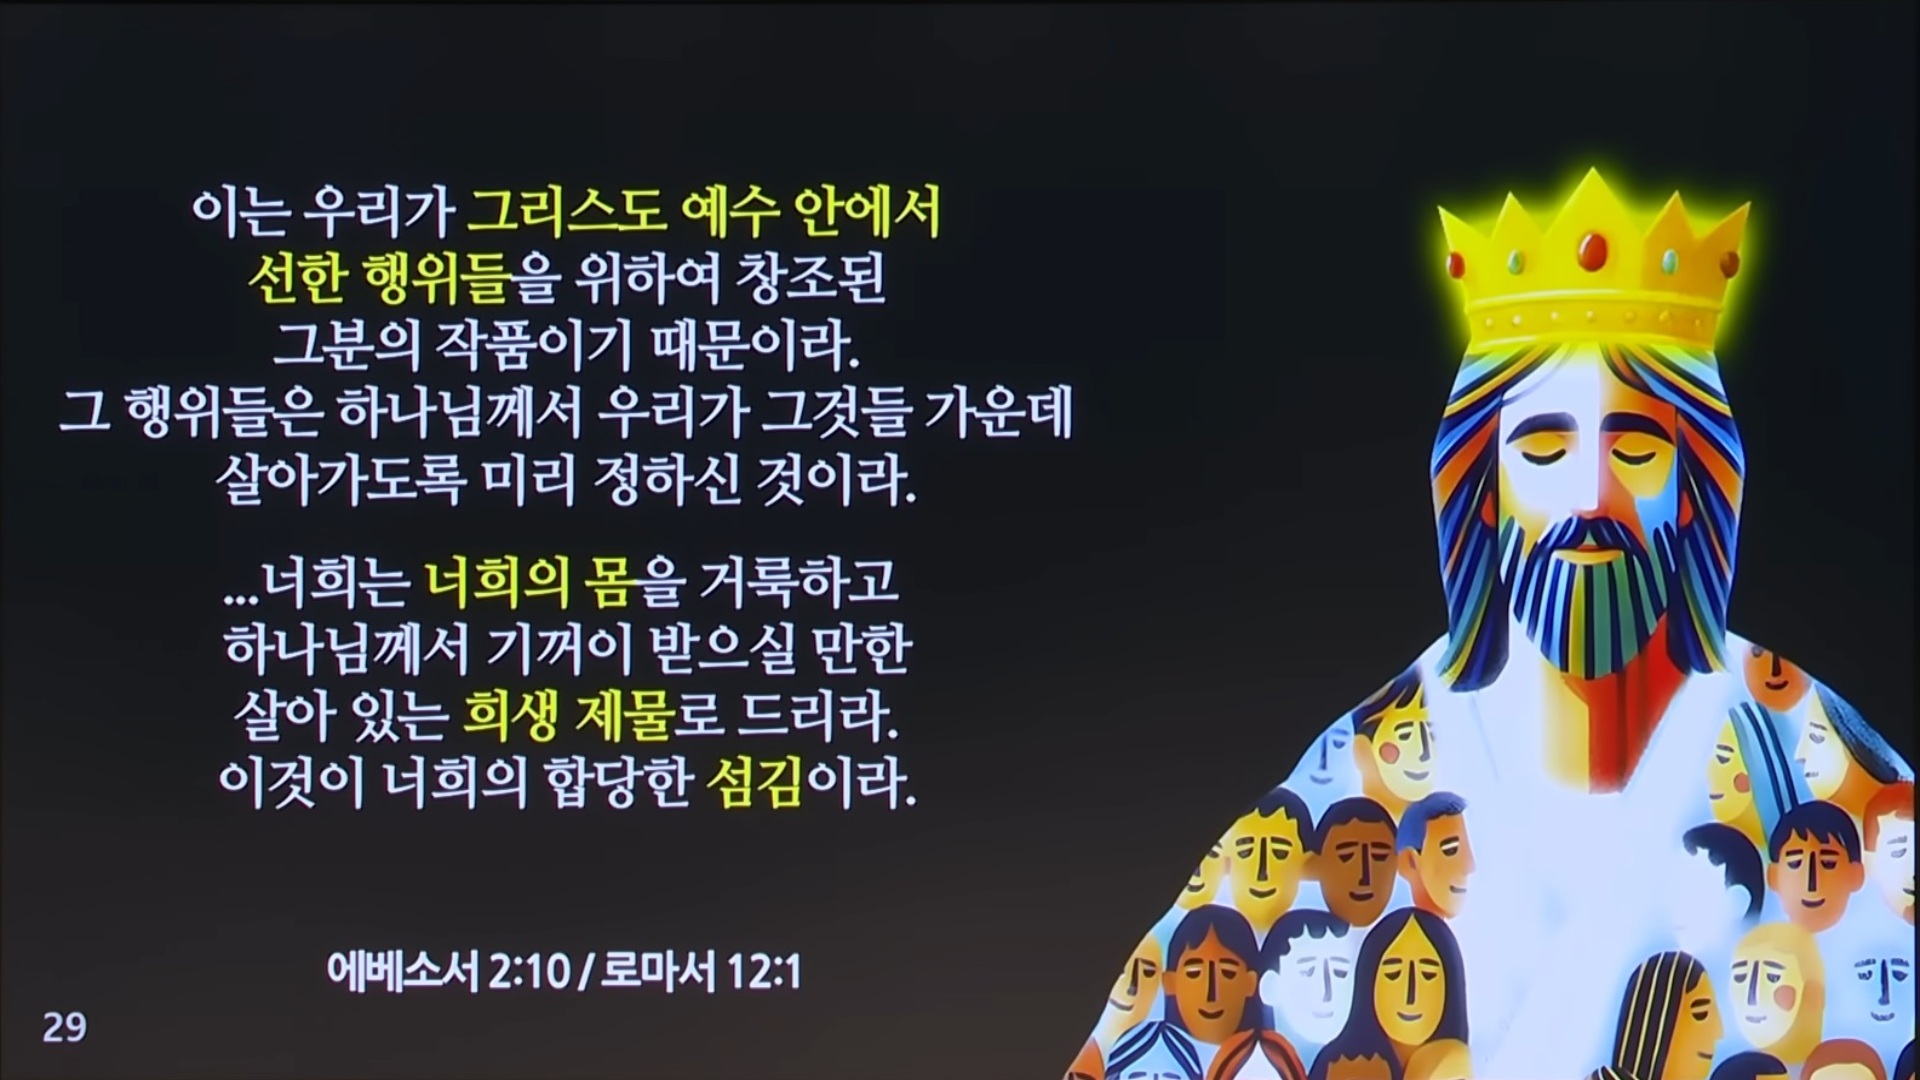 이는 우리가 그리스도 예수 안에서
선한 행위들을 위하여 창조된
그분의 작품이기 때문이라.
그 행위들은 하나님께서 우리가 그것들 가운데
살아가도록 미리 정하신 것이라.
...너희는 너희의 몸을 거룩하고
하나님께서 기꺼이 받으실 만한
살아 있는 희생 제물로 드리라.
이것이 너희의 합당한 섬김이라.
에베소서 2:10 / 로마서 12:1
29